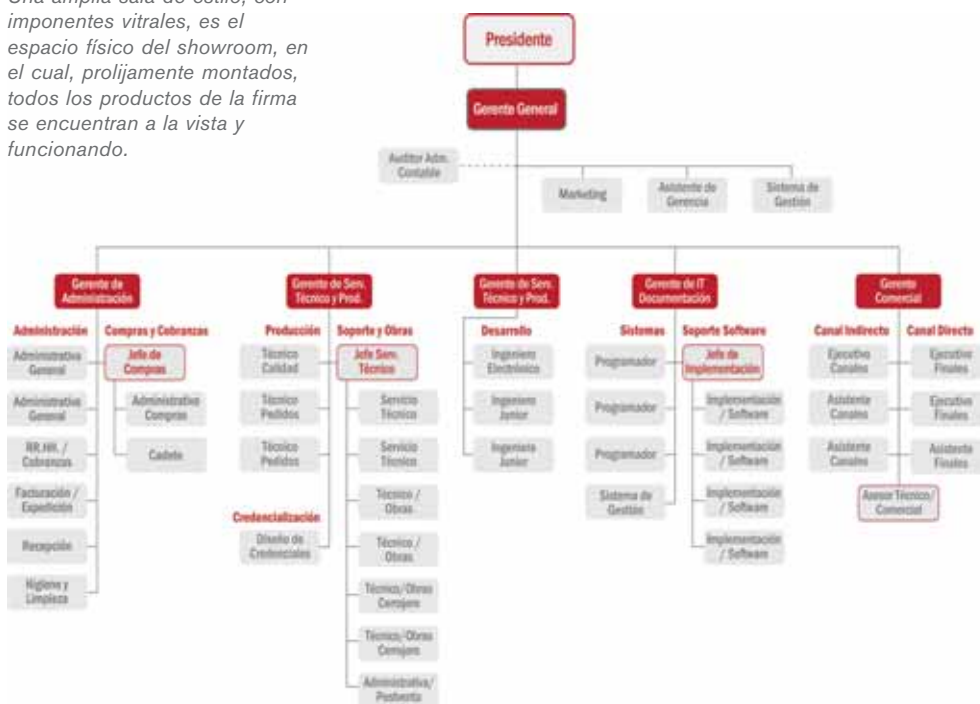 imponentes vitrales, es el
espacio físico del showroom, en
el cual, prolijamente montados,
todos los productos de la firma
se encuentran a la vista y
funcionando.
Presidente
Gerente General
Auditor Adm.
Contable
Marketing
Asistente de
Gerencia
Sistema de
Gestión
Gerente de
Administración
Gerente de Serv.
Técnico y Prod.
Gerente de Serv.
Técnico y Prod.
Gerente de IT
Documentación
Gerente
Comercial
Administración
Administrativa
General
Administrativa
General
RR.HH. /
Cobranzas
Facturación /
Expedición
Recepción
Higiene y
Limpieza
Compras y Cobranzas
Jefe de
Compras
Administrativo
Compras
Cadete
Producción
Técnico
Calidad
Técnico
Pedidos
Técnico
Pedidos
Credencialización
Diseño de
Credenciales
Soporte y Obras
Jefe Serv.
Técnico
Servicio
Técnico
Servicio
Técnico
Técnico /
Obras
Técnico /
Obras
Técnico/Obras
Cerrajero
Técnico/Obras
Cerrajero
Administrativa/
Postventa
Desarrollo
Ingeniero
Electrónico
Ingeniero
Junior
Ingeniero
Junior
Sistemas
Programador
Programador
Programador
Sistema de
Gestión
Soporte Software
Jefe de
Implementación
Implementación
/ Software
Implementación
/ Software
Implementación
/ Software
Implementación
/ Software
Canal Indirecto
Ejecutivo
Canales
Asistente
Canales
Asistente
Canales
Asesor Técnico/
Comercial
Canal Directo
Ejecutivo
Finales
Ejecutivo
Finales
Asistente
Finales